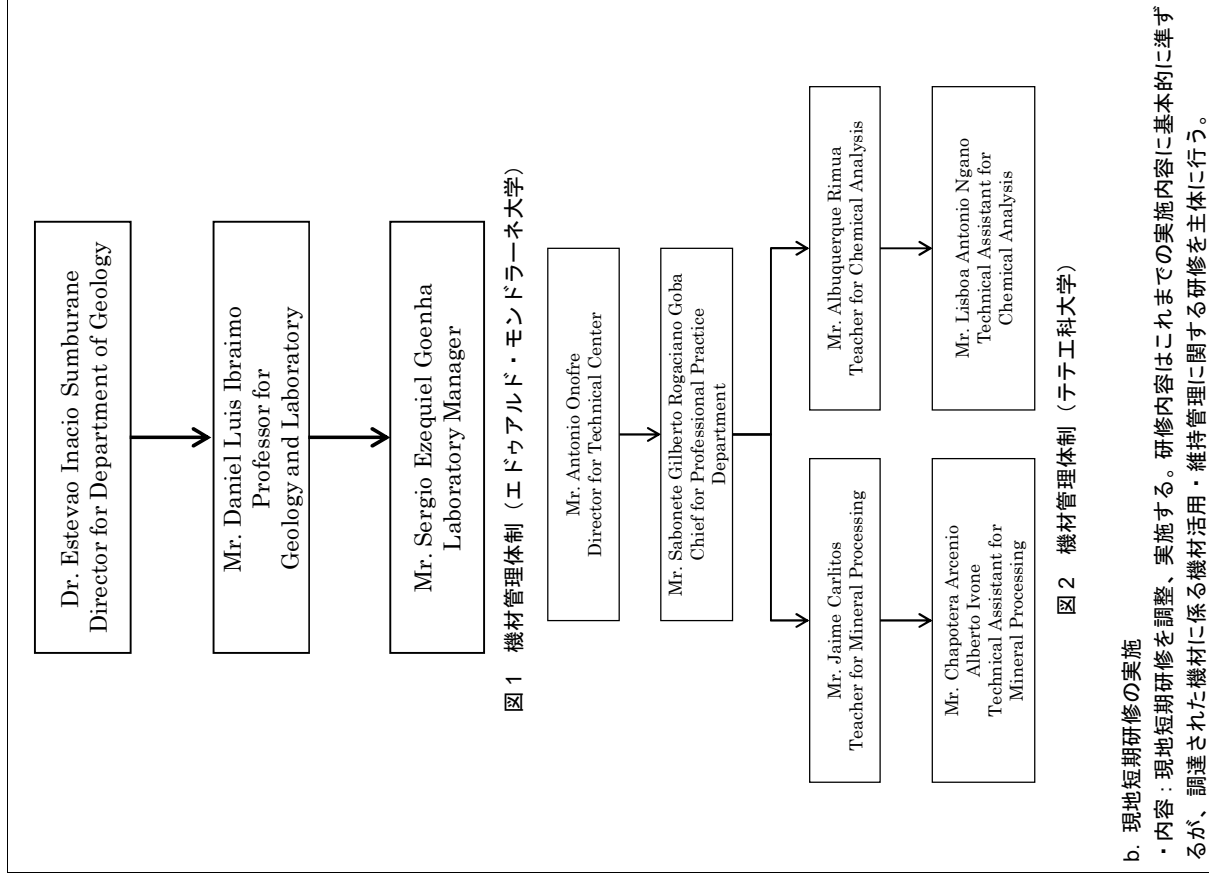 Dr. Estevao Inacio Sumburane
Director for Department of Geology
Mr. Daniel Luis Ibraimo
Professor for
Geology and Laboratory
Mr. Sergio Ezequiel Goenha
Laboratory Manager
図1 機材管理体制（エドゥアルド・モンドラーネ大学）
Mr. Antonio Onofre
Director for Technical Center
Mr. Sabonete Gilberto Rogaciano Goba
Chief for Professional Practice
Department
Mr. Jaime Carlitos
Teacher for Mineral Processing
Mr. Albuquerque Rimua
Teacher for Chemical Analysis
Mr. Chapotera Arcenio
Alberto Ivone
Technical Assistant for
Mineral Processing
Mr. Lisboa Antonio Ngano
Technical Assistant for
Chemical Analysis
図2 機材管理体制（テテ工科大学）
b. 現地短期研修の実施
・内容：現地短期研修を調整、実施する。研修内容はこれまでの実施内容に基本的に準ず
るが、調達された機材に係る機材活用・維持管理に関する研修を主体に行う。